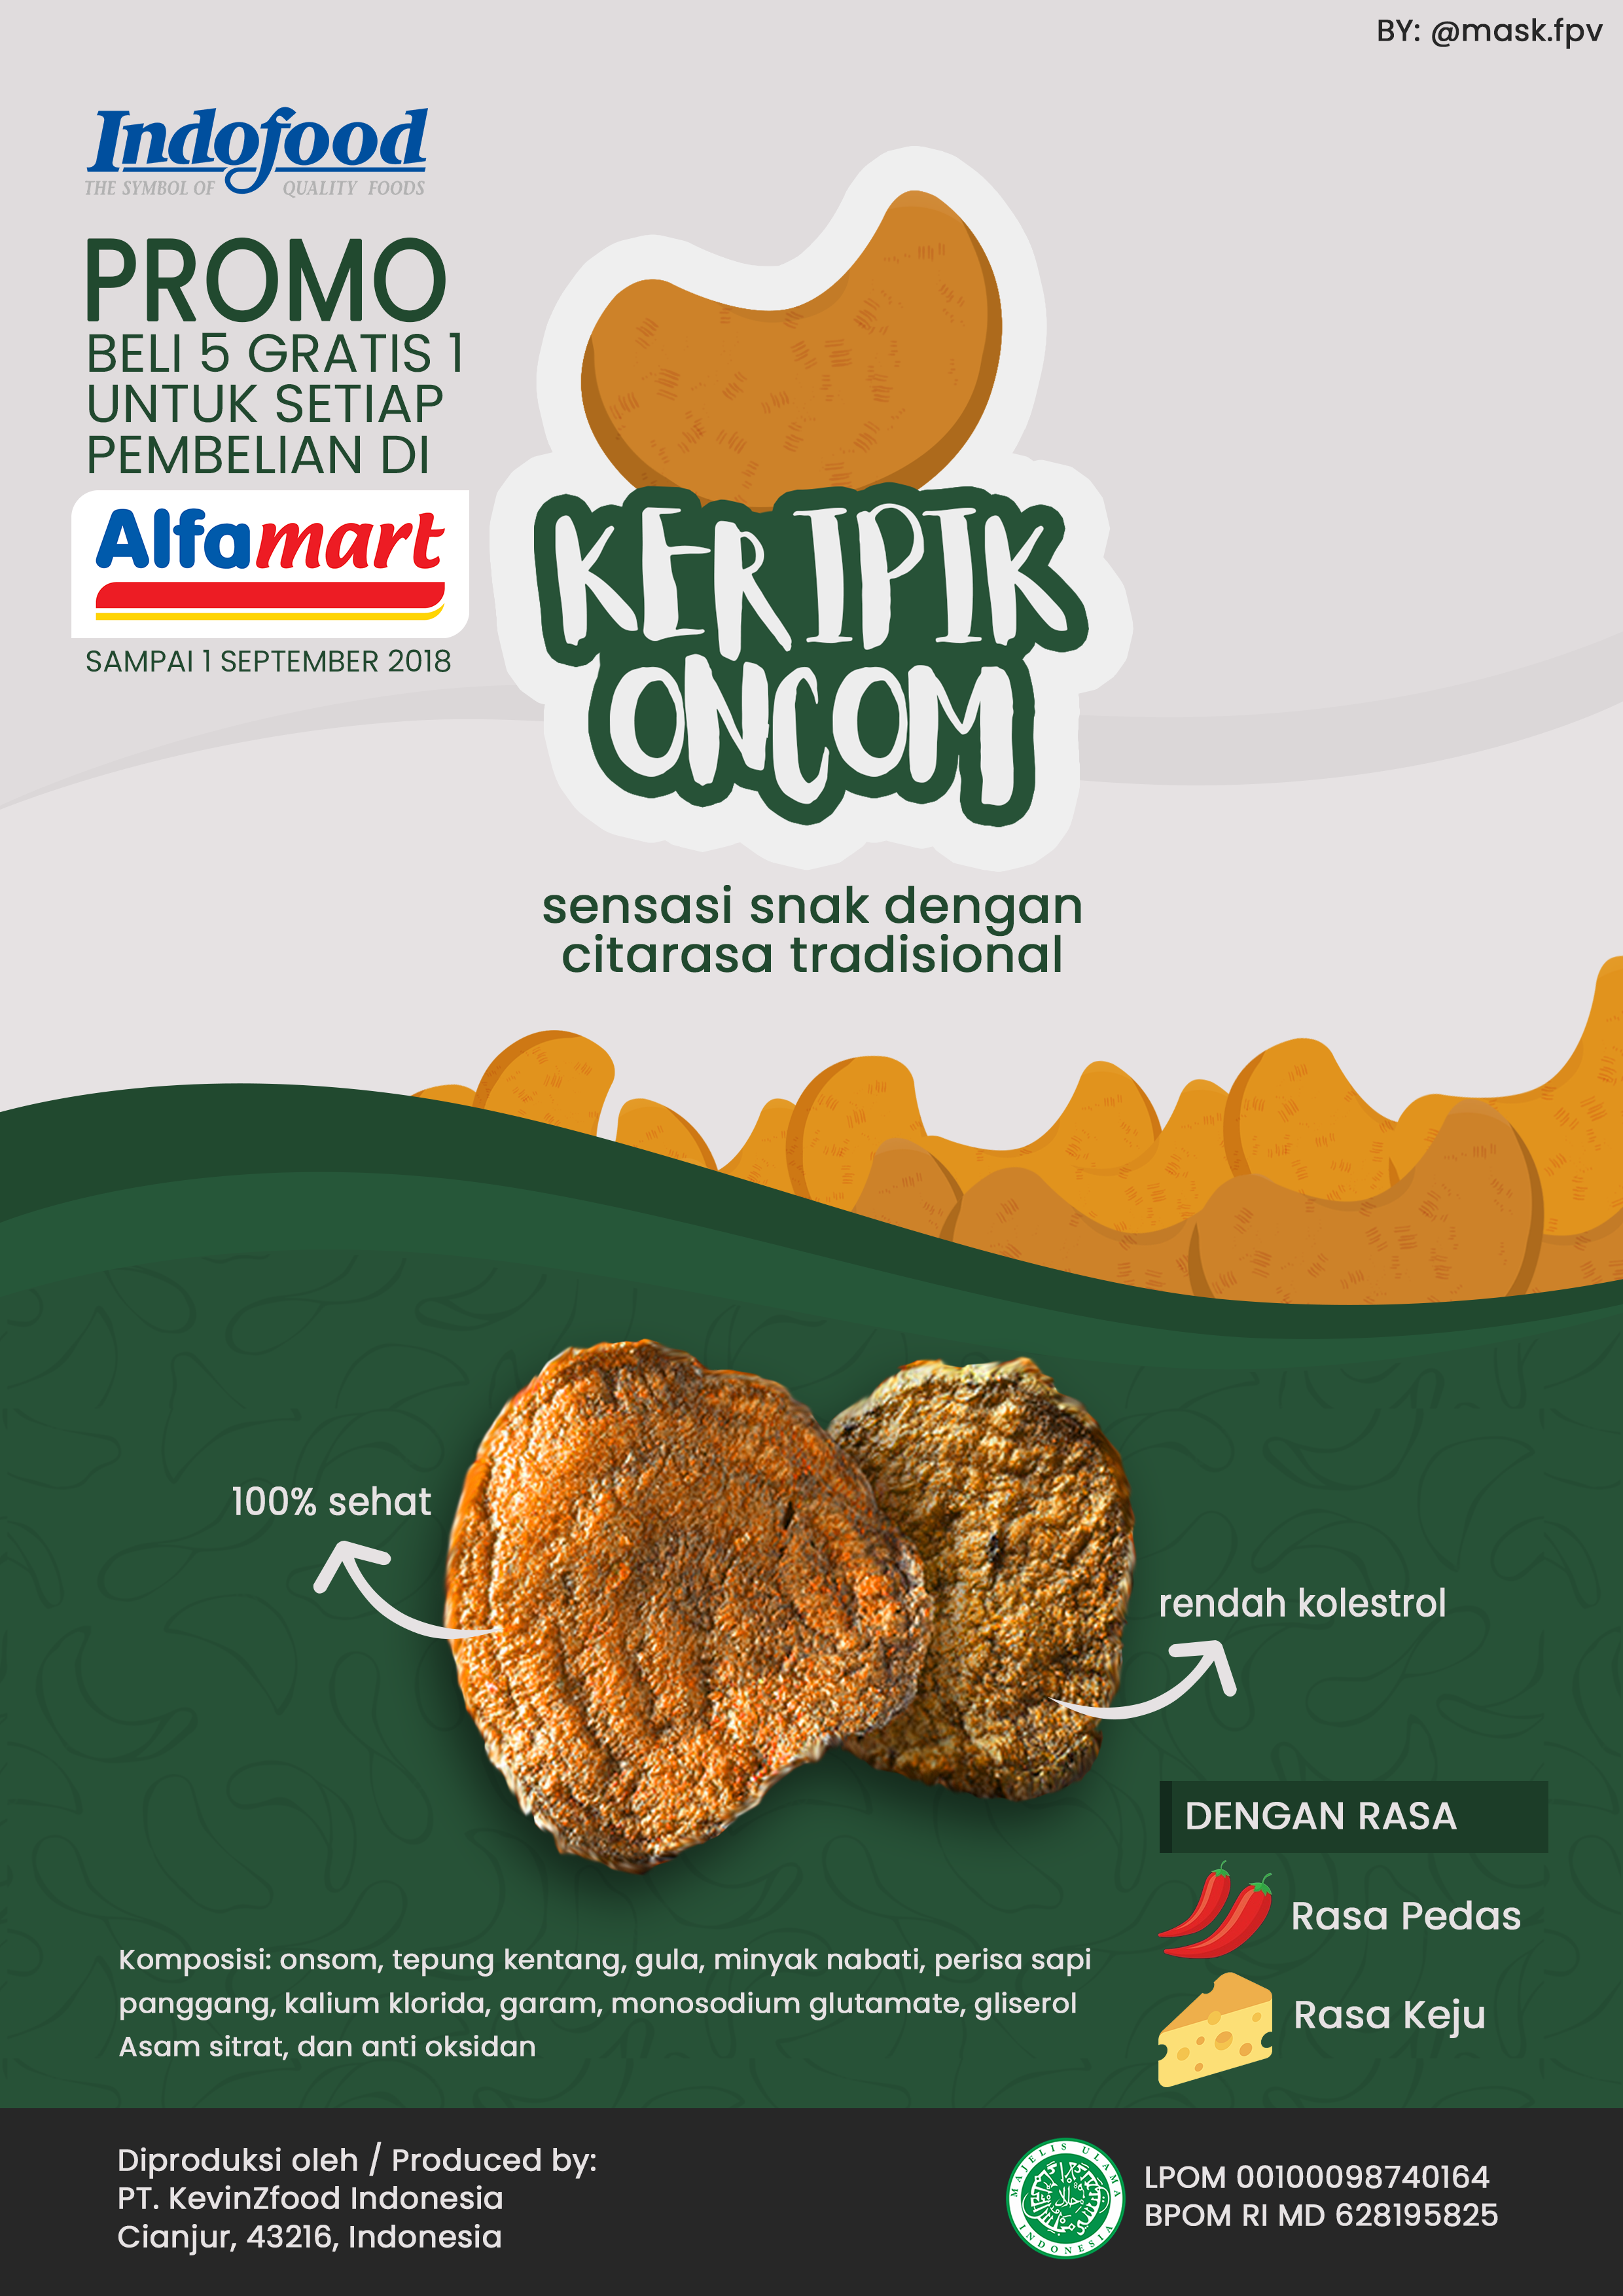 BY: @mask.fpv
Indofood
THE SYMBOL OF QUALITY FOODS
PROMO
BELI 5 GRATIS 1
UNTUK SETIAP
PEMBELIAN DI
Alfamart
SAMPAI 1 SEPTEMBER 2018
KERIPIK
ONCOM
sensasi snak dengan
citarasa tradisional
100% sehat
rendah kolestrol
DENGAN RASA
Rasa Pedas
Rasa Keju
Komposisi: onsom, tepung kentang, gula, minyak nabati, perisa sapi
panggang, kalium klorida, garam, monosodium glutamate, gliserol
Asam sitrat, dan anti oksidan
Diproduksi oleh / Produced by:
PT. KevinZfood Indonesia
Cianjur, 43216, Indonesia
MAJELIS ULAMA
INDONESIA
حلال
LPOM 00100098740164
BPOM RI MD 628195825